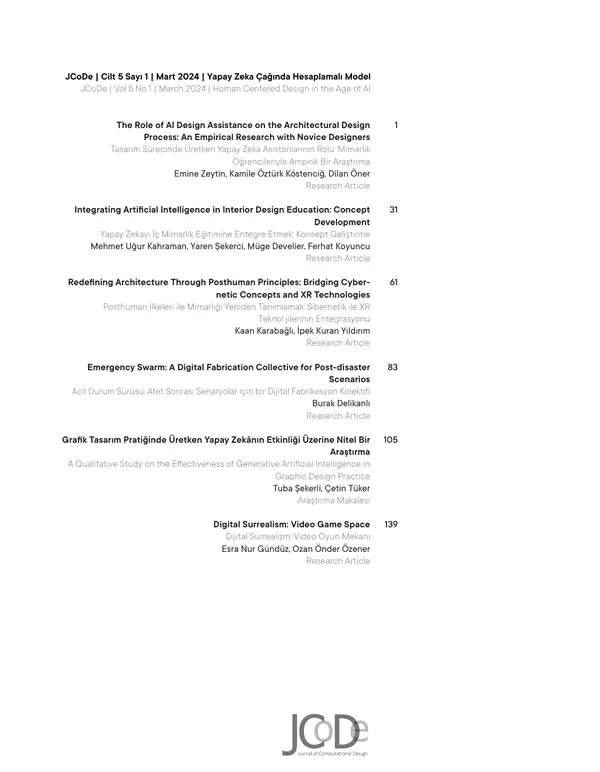 JCoDe | Cilt 5 Sayı 1 | Mart 2024 | Yapay Zeka Çağında Hesaplamalı Model
JCoDe | Vol 5 No 1 | March 2024 | Human Centered Design in the Age of AI
The Role of AI Design Assistance on the Architectural Design 1
Process: An Empirical Research with Novice Designers
Tasarım Sürecinde Üretken Yapay Zeka Asistanlarının Rolü: Mimarlık
Öğrencileriyle Ampirik Bir Araştırma
Emine Zeytin, Kamile Öztürk Kösenciğ, Dilan Öner
Research Article
Integrating Artificial Intelligence in Interior Design Education: Concept 31
Development
Yapay Zekayı İç Mimarlık Eğitimine Entegre Etmek: Konsept Geliştirme
Mehmet Uğur Kahraman, Yaren Şekerci, Müge Develier, Ferhat Koyuncu
Research Article
Redefining Architecture Through Posthuman Principles: Bridging Cyber- 61
netic Concepts and XR Technologies
Posthuman İlkeleri ile Mimarlığı Yeniden Tanımlamak: Sibernetik ile XR
Teknol jilerinin Entegrasyonu
Kaan Karabağlı, İpek Kuran Yıldırım
Research Article
Emergency Swarm: A Digital Fabrication Collective for Post-disaster 83
Scenarios
Acil Durum Sürüsü: Afet Sonrası Senaryolar için bir Dijital Fabrikasyon Kolektifi
Burak Delikanlı
Reaserch Article
Grafik Tasarım Pratiğinde Üretken Yapay Zekânın Etkinliği Üzerine Nitel Bir 105
Araştırma
A Qualitative Study on the Effectiveness of Generative Artificial Intelligence in
Graphic Design Practice
Tuba Şekerli, Çetin Tüker
Araştırma Makalesi
Digital Surrealism: Video Game Space 139
Dijital Sürrealizm: Video Oyun Mekanı
Esra Nur Gündüz, Ozan Önder Özener
Research Article
JCoDe
Journal of Computational Design